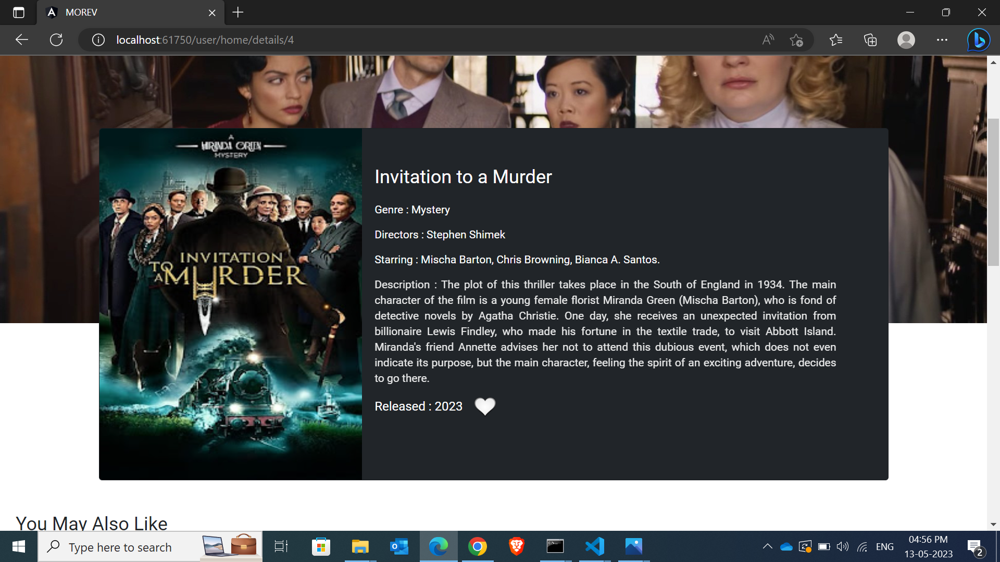 MOREV
localhost:61750/user/home/details/4
A
MIRANDA GREEN
MYSTERY
INVITATION
TO
A MURDER
Invitation to a Murder
Genre : Mystery
Directors : Stephen Shimek
Starring : Mischa Barton, Chris Browning, Bianca A. Santos.
Description : The plot of this thriller takes place in the South of England in 1934. The main
character of the film is a young female florist Miranda Green (Mischa Barton), who is fond of
detective novels by Agatha Christie. One day, she receives an unexpected invitation from
billionaire Lewis Findley, who made his fortune in the textile trade, to visit Abbott Island.
Miranda's friend Annette advises her not to attend this dubious event, which does not even
indicate its purpose, but the main character, feeling the spirit of an exciting adventure, decides
to go there.
Released : 2023
You May Also Like
Type here to search
ENG
04:56 PM
13-05-2023
2